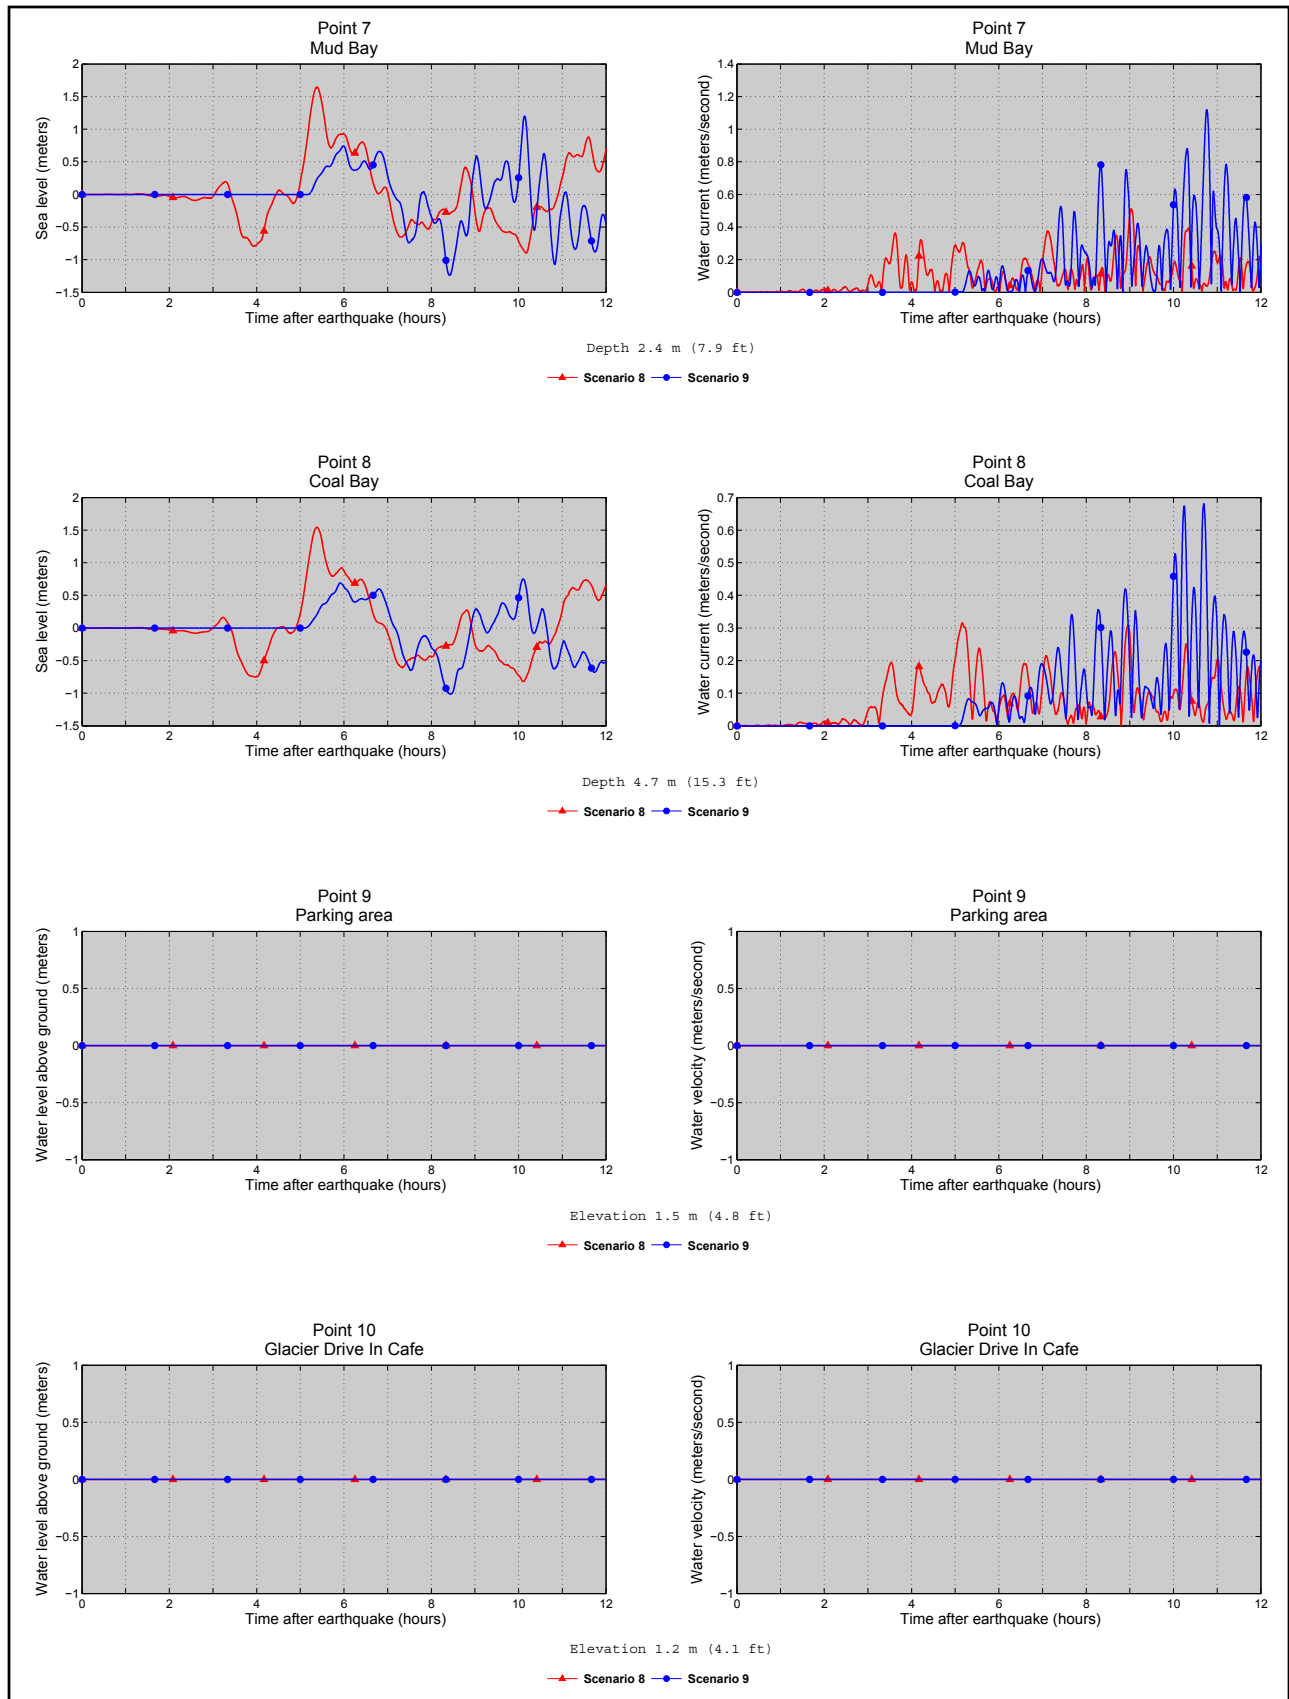 Point 7
Mud Bay
Sea level (meters)
2
1.5
1
0.5
0
−0.5
−1
−1.5
0 2 4 6 8 10 12
Time after earthquake (hours)
Point 7
Mud Bay
Water current (meters/second)
1.4
1.2
1
0.8
0.6
0.4
0.2
0
0 2 4 6 8 10 12
Time after earthquake (hours)
Depth 2.4 m (7.9 ft)
Scenario 8 Scenario 9
Point 8
Coal Bay
Sea level (meters)
2
1.5
1
0.5
0
−0.5
−1
−1.5
0 2 4 6 8 10 12
Time after earthquake (hours)
Point 8
Coal Bay
Water current (meters/second)
0.7
0.6
0.5
0.4
0.3
0.2
0.1
0
0 2 4 6 8 10 12
Time after earthquake (hours)
Depth 4.7 m (15.3 ft)
Scenario 8 Scenario 9
Point 9
Parking area
Water level above ground (meters)
1
0.5
0
−0.5
−1
0 2 4 6 8 10 12
Time after earthquake (hours)
Point 9
Parking area
Water velocity (meters/second)
1
0.5
0
−0.5
−1
0 2 4 6 8 10 12
Time after earthquake (hours)
Elevation 1.5 m (4.8 ft)
Scenario 8 Scenario 9
Point 10
Glacier Drive In Cafe
Water level above ground (meters)
1
0.5
0
−0.5
−1
0 2 4 6 8 10 12
Time after earthquake (hours)
Point 10
Glacier Drive In Cafe
Water velocity (meters/second)
1
0.5
0
−0.5
−1
0 2 4 6 8 10 12
Time after earthquake (hours)
Elevation 1.2 m (4.1 ft)
Scenario 8 Scenario 9